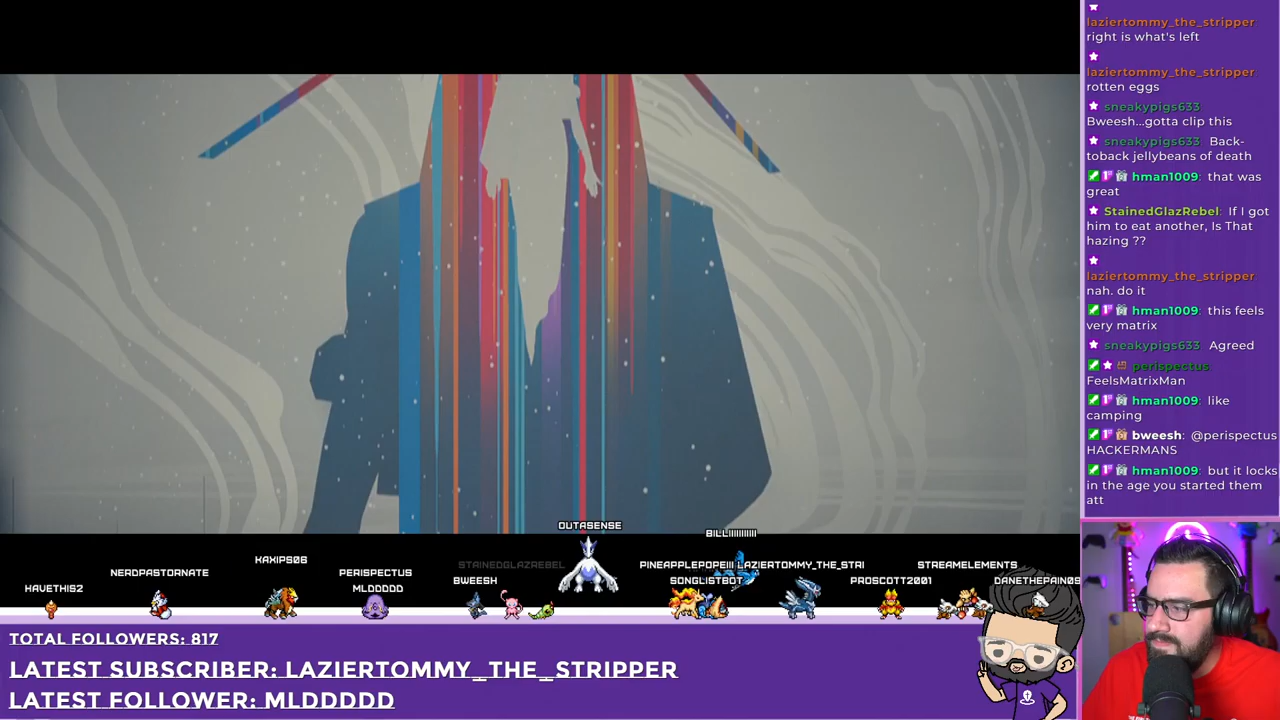 laziertommy_the_stripper
right is what's left
laziertommy_the_stripper
rotten eggs
sneakypigs633
Bweesh...gotta clip this
sneakypigs633 Back-
toback jellybeans of death
hman1009: that was
great
StainedGlazRebel: If I got
him to eat another, Is That
hazing ??
laziertommy_the_stripper
nah. do it
hman1009: this feels
very matrix
sneakypigs633 Agreed
perispectus
FeelsMatrixMan
hman1009: like
camping
bweesh: @perispectus
HACKERMANS
hman1009: but it locks
in the age you started them
att
OUTASENSE
BILLIIIIIIIIII
KAXIPS06
STAINEDGLAZREBEL
PINEAPPLEPOPEIII LAZIERTOMMY_THE_STRI
STREAMELEMENTS
NERDPASTORNATE
PERISPECTUS
BWEESH
SONGLISTBOT
PROSCOTT2001
DANETHEPAIN09
HAVETHIS2
MLDDDDD
TOTAL FOLLOWERS: 817
LATEST SUBSCRIBER: LAZIERTOMMY_THE_STRIPPER
LATEST FOLLOWER: MLDDDDD